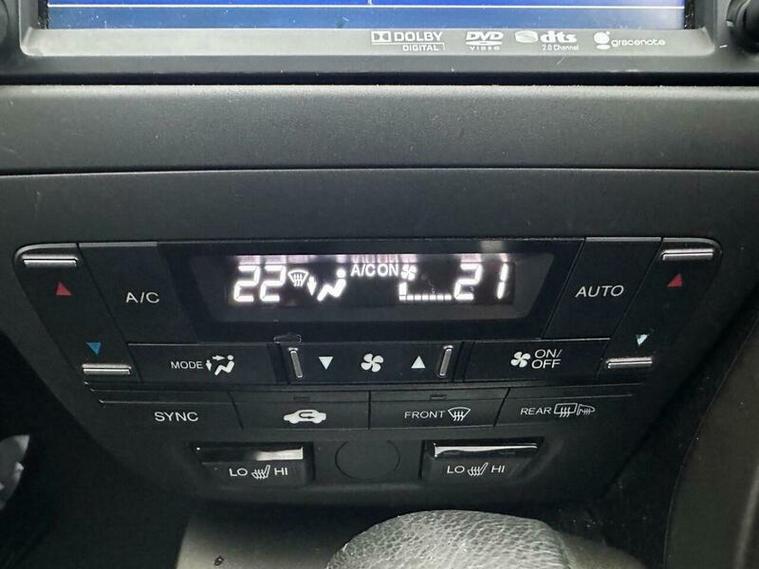 DOLBY DIGITAL
DVD VIDEO
dts 2.0 Channel
gracenote
22 A/C ON 21
A/C
AUTO
MODE
ON/OFF
SYNC
FRONT
REAR
LO HI
LO HI